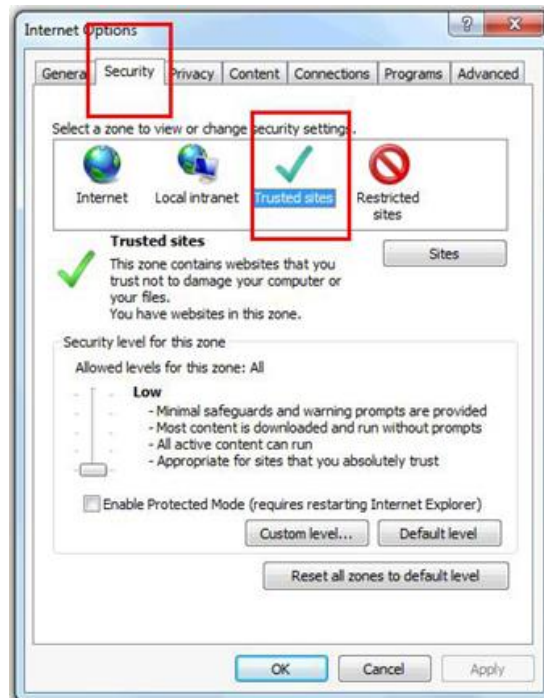 Internet Options
General Security Privacy Content Connections Programs Advanced
Select a zone to view or change security settings.
Internet Local intranet Trusted sites Restricted
sites
Trusted sites
Sites
This zone contains websites that you
trust not to damage your computer or
your files.
You have websites in this zone.
Security level for this zone
Allowed levels for this zone: All
Low
- Minimal safeguards and warning prompts are provided
- Most content is downloaded and run without prompts
- All active content can run
- Appropriate for sites that you absolutely trust
Enable Protected Mode (requires restarting Internet Explorer)
Custom level... Default level
Reset all zones to default level
OK Cancel Apply